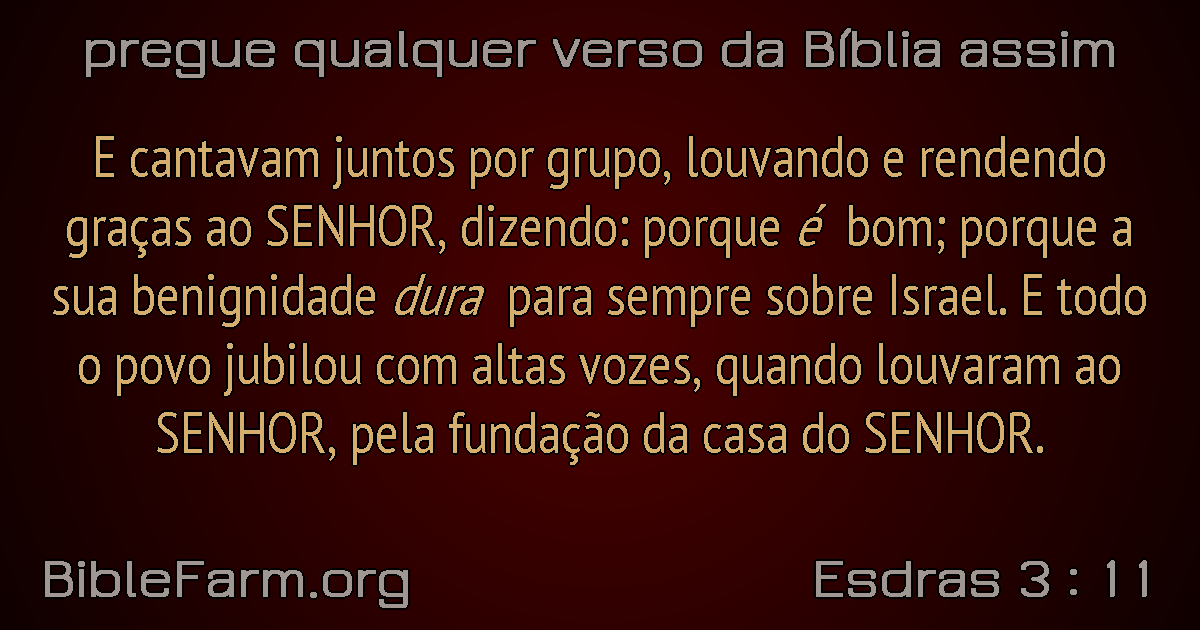 pregue qualquer verso da Bíblia assim
E cantavam juntos por grupo, louvando e rendendo
graças ao SENHOR, dizendo: porque é bom; porque a
sua benignidade dura para sempre sobre Israel. E todo
o povo jubilou com altas vozes, quando louvaram ao
SENHOR, pela fundação da casa do SENHOR.
BibleFarm.org
Esdras 3 : 11